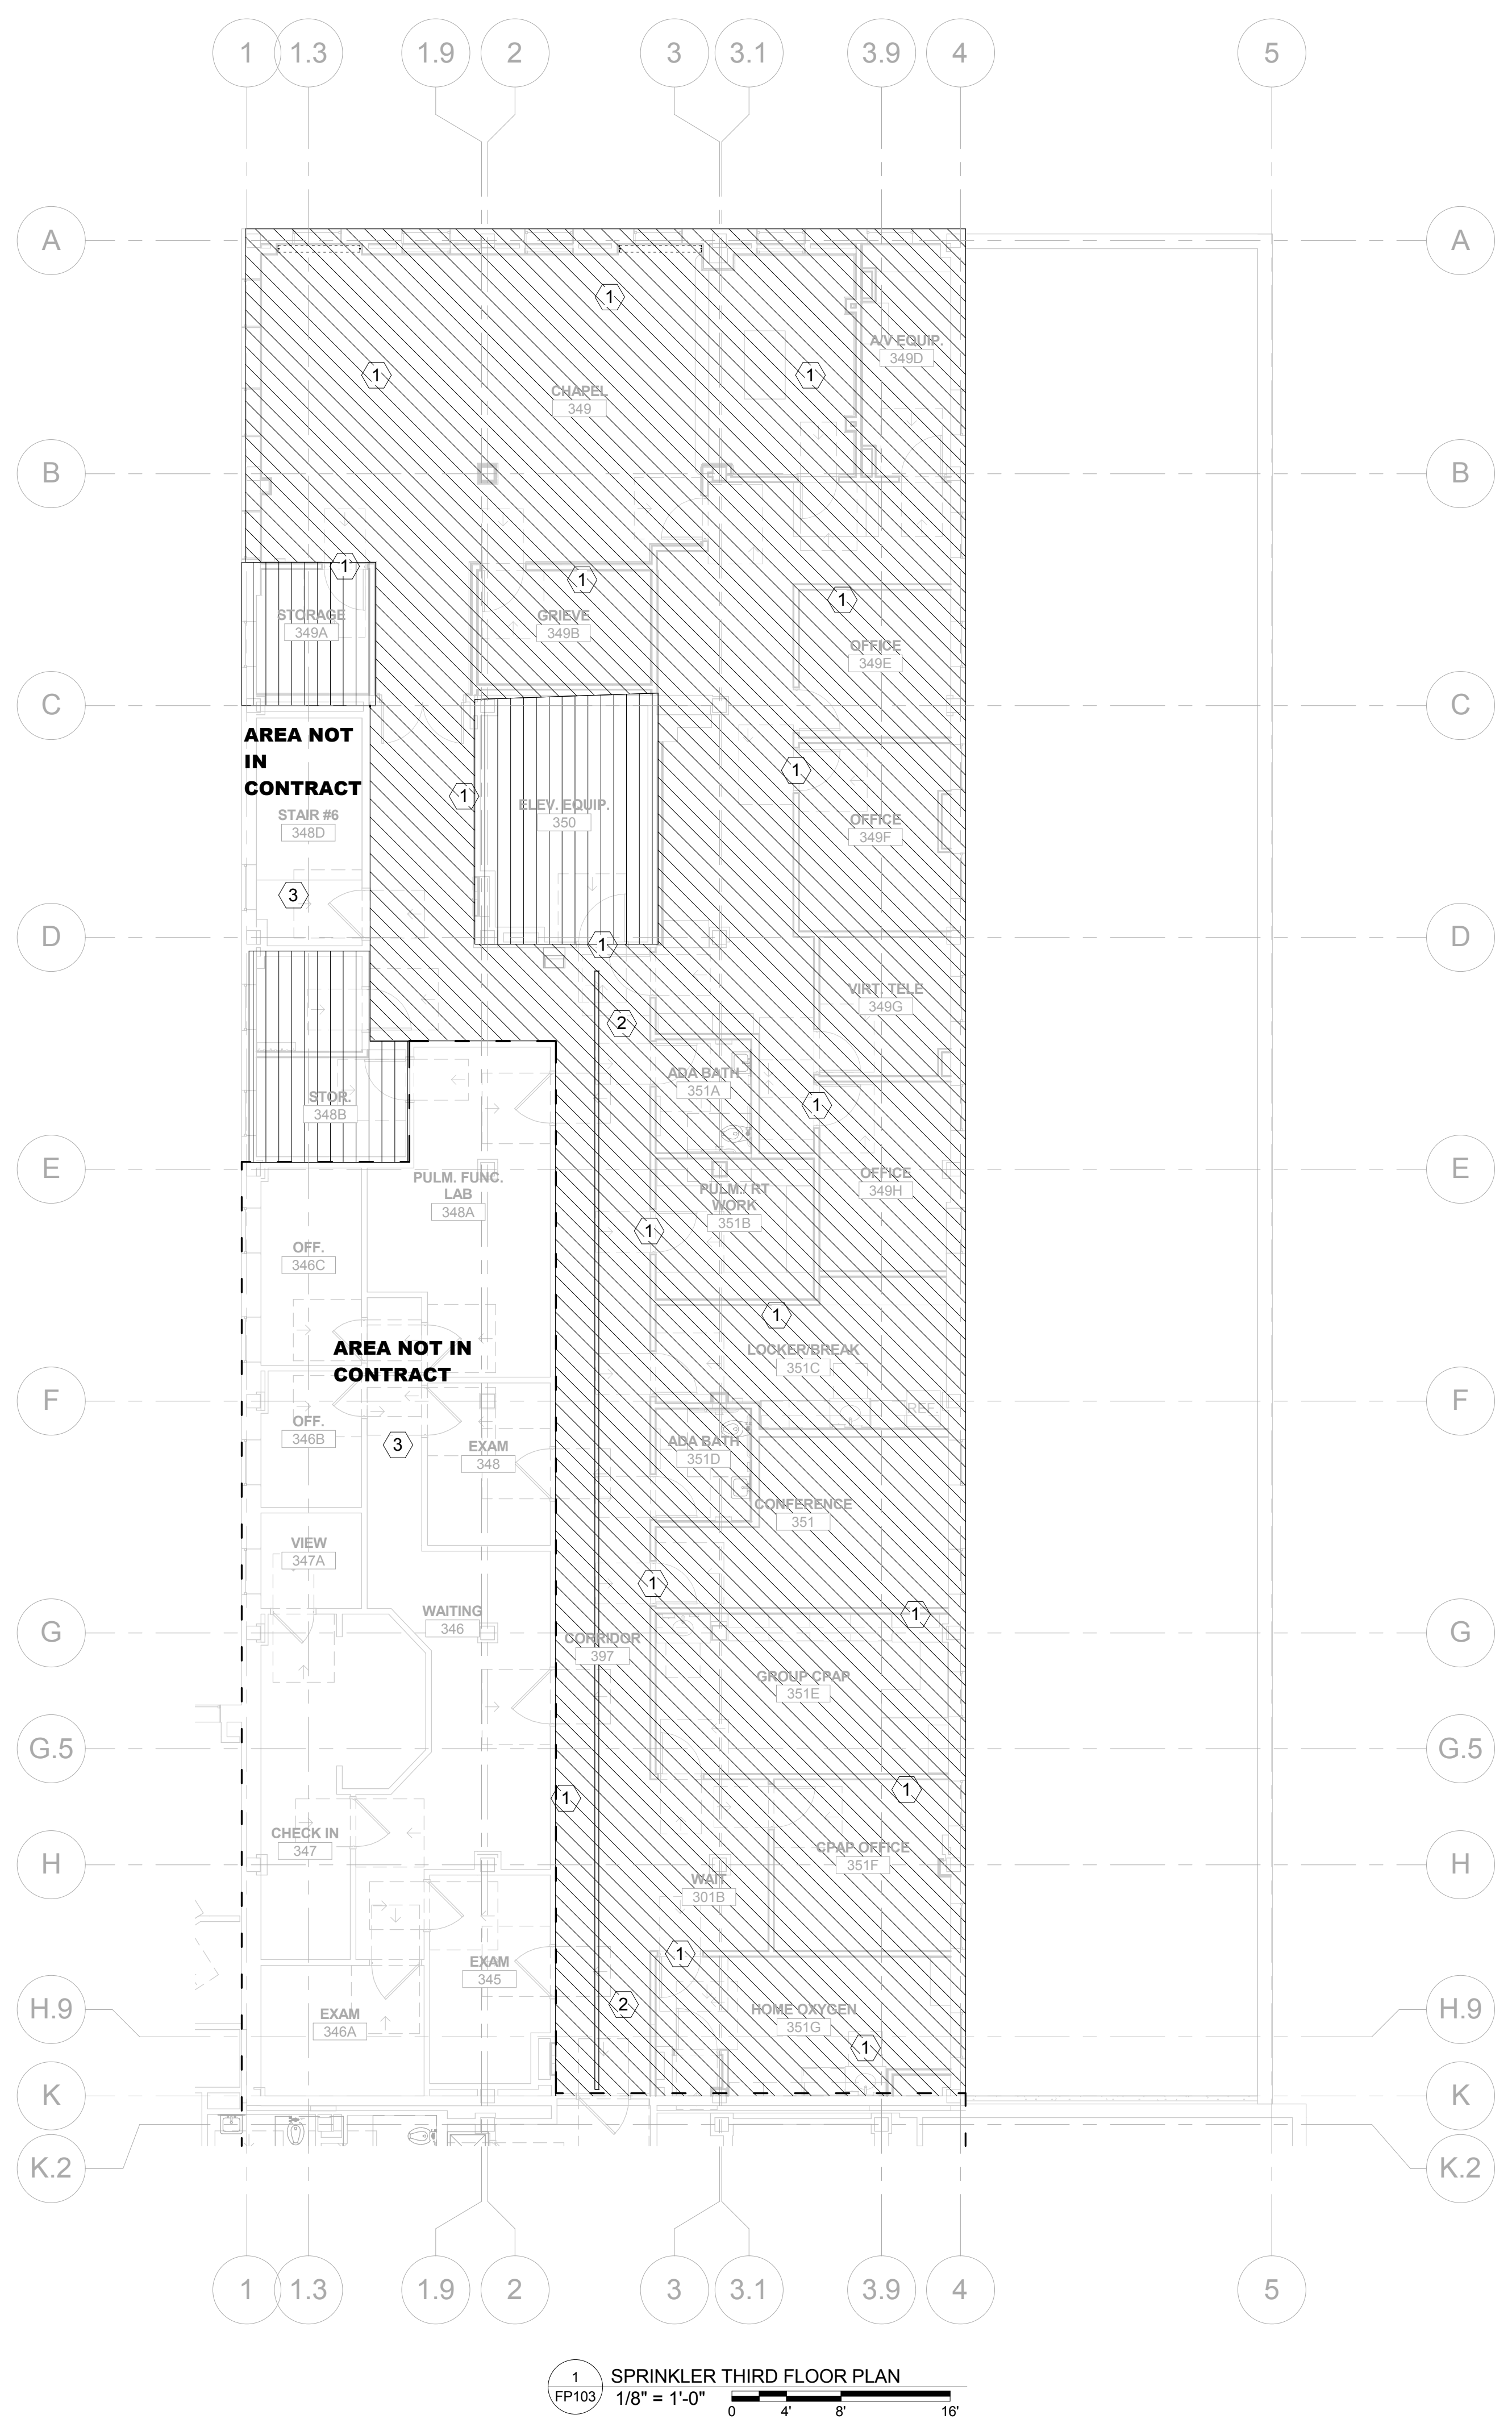 1 1.3 1.9 2 3 3.1 3.9 4 5
A A
1
A/V EQUIP.
349D
1 1
CHAPEL
349
B B
1
1
1
STORAGE
349A
GRIEVE
349B
OFFICE
349E
C C
AREA NOT
IN
CONTRACT
1
1
ELEV. EQUIP.
350
STAIR #6
348D
OFFICE
349F
3
D D
1
VIRT. TELE
349G
2
ADA BATH
351A
STOR.
348B
1
E E
PULM. FUNC.
LAB
348A
OFFICE
349H
PULM./ RT
WORK
351B
1
OFF.
346C
1
AREA NOT IN
CONTRACT
LOCKER/BREAK
351C
F F
REF.
OFF.
346B
3
EXAM
348
ADA BATH
351D
CONFERENCE
351
VIEW
347A
1
WAITING
346
1
G G
CORRIDOR
397
GROUP CPAP
351E
G.5 G.5
1
1
CHECK IN
347
CPAP OFFICE
351F
H H
WAIT
301B
1
EXAM
345
2
H.9 H.9
EXAM
346A
HOME OXYGEN
351G
1
K K
K.2 K.2
1 1.3 1.9 2 3 3.1 3.9 4 5
1
FP103
SPRINKLER THIRD FLOOR PLAN
1/8" = 1'-0"
0 4' 8' 16'